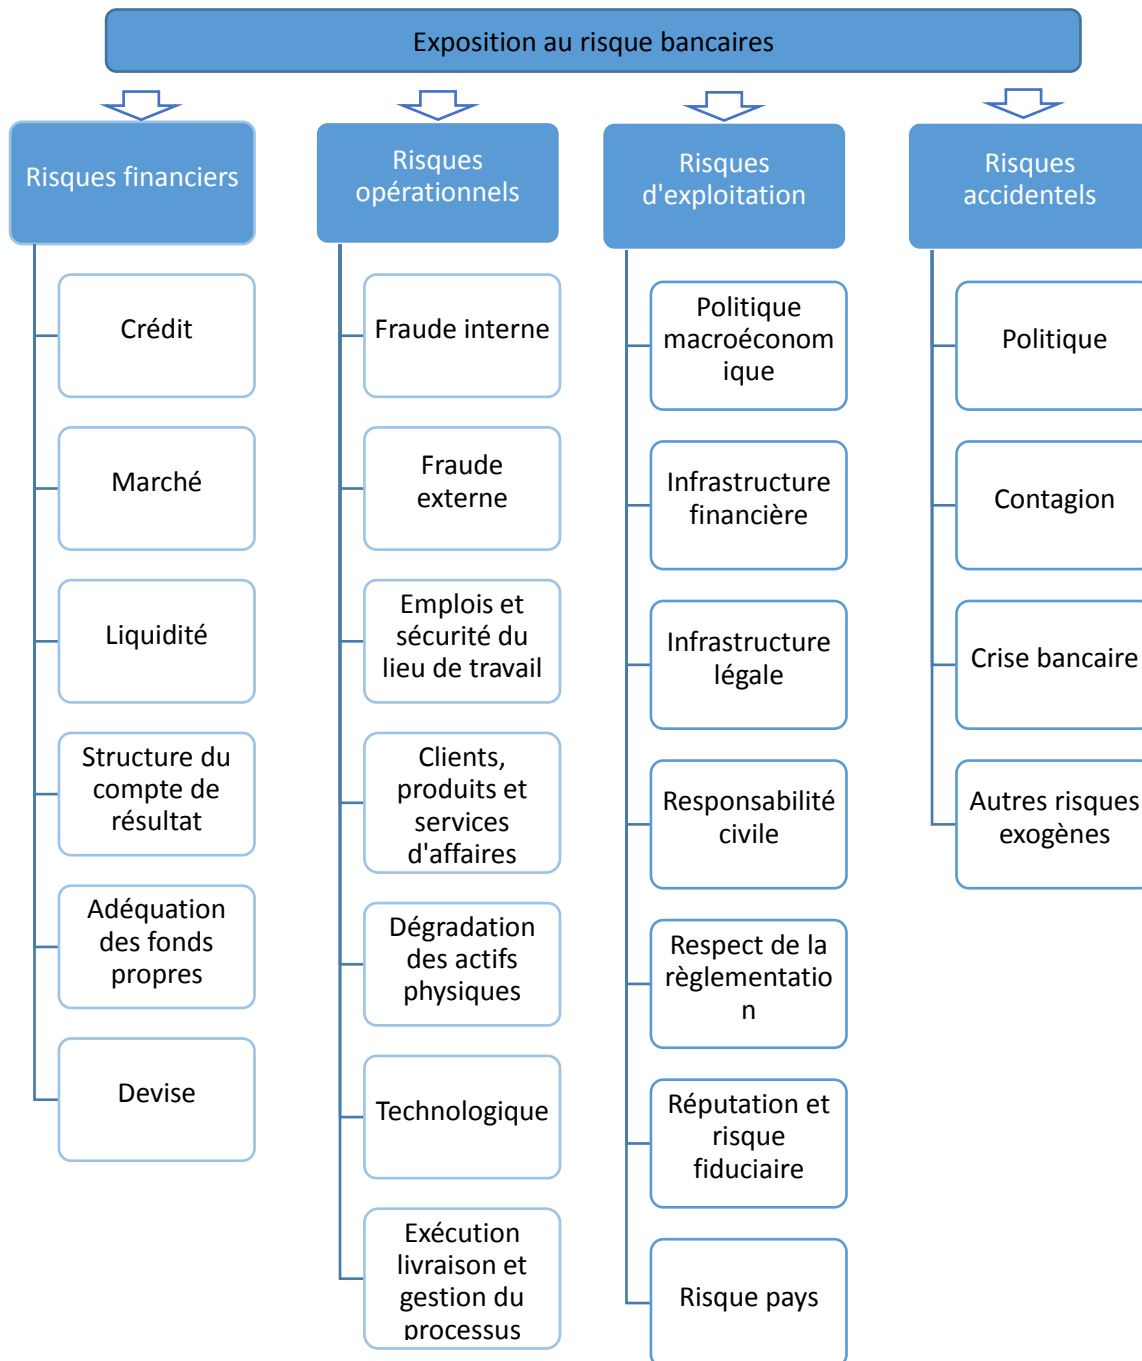 Exposition au risque bancaires
Risques financiers
Crédit
Marché
Liquidité
Structure du
compte de
résultat
Adéquation
des fonds
propres
Devise
Risques
opérationnels
Fraude interne
Fraude
externe
Emplois et
sécurité du
lieu de travail
Clients,
produits et
services
d'affaires
Dégradation
des actifs
physiques
Technologique
Exécution
livraison et
gestion du
processus
Risques
d'exploitation
Politique
macroéconom
ique
Infrastructure
financière
Infrastructure
légale
Responsabilité
civile
Respect de la
règlementatio
n
Réputation et
risque
fiduciaire
Risque pays
Risques
accidentels
Politique
Contagion
Crise bancaire
Autres risques
exogènes